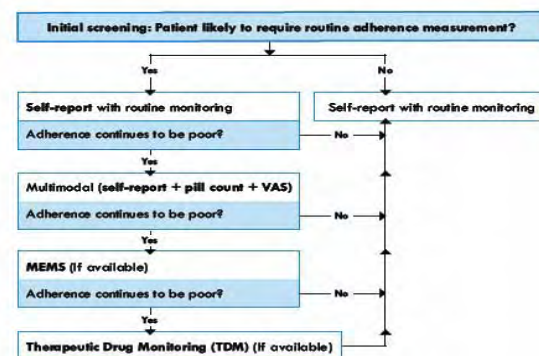 Initial screening: Patient likely to require routine adherence measurement?
Yes
No
Self-report with routine monitoring
Self-report with routine monitoring
Adherence continues to be poor?
No
Yes
Multimodal (self-report + pill count + VAS)
Adherence continues to be poor?
No
Yes
MEMS (If available)
Adherence continues to be poor?
No
Yes
Therapeutic Drug Monitoring (TDM) (If available)